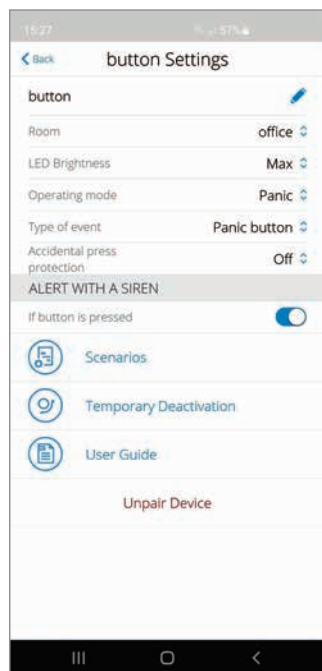 15:27
57%
Back
button Settings
button
Room
office
LED Brightness
Max
Operating mode
Panic
Type of event
Panic button
Accidental press
protection
Off
ALERT WITH A SIREN
If button is pressed
Scenarios
Temporary Deactivation
User Guide
Unpair Device